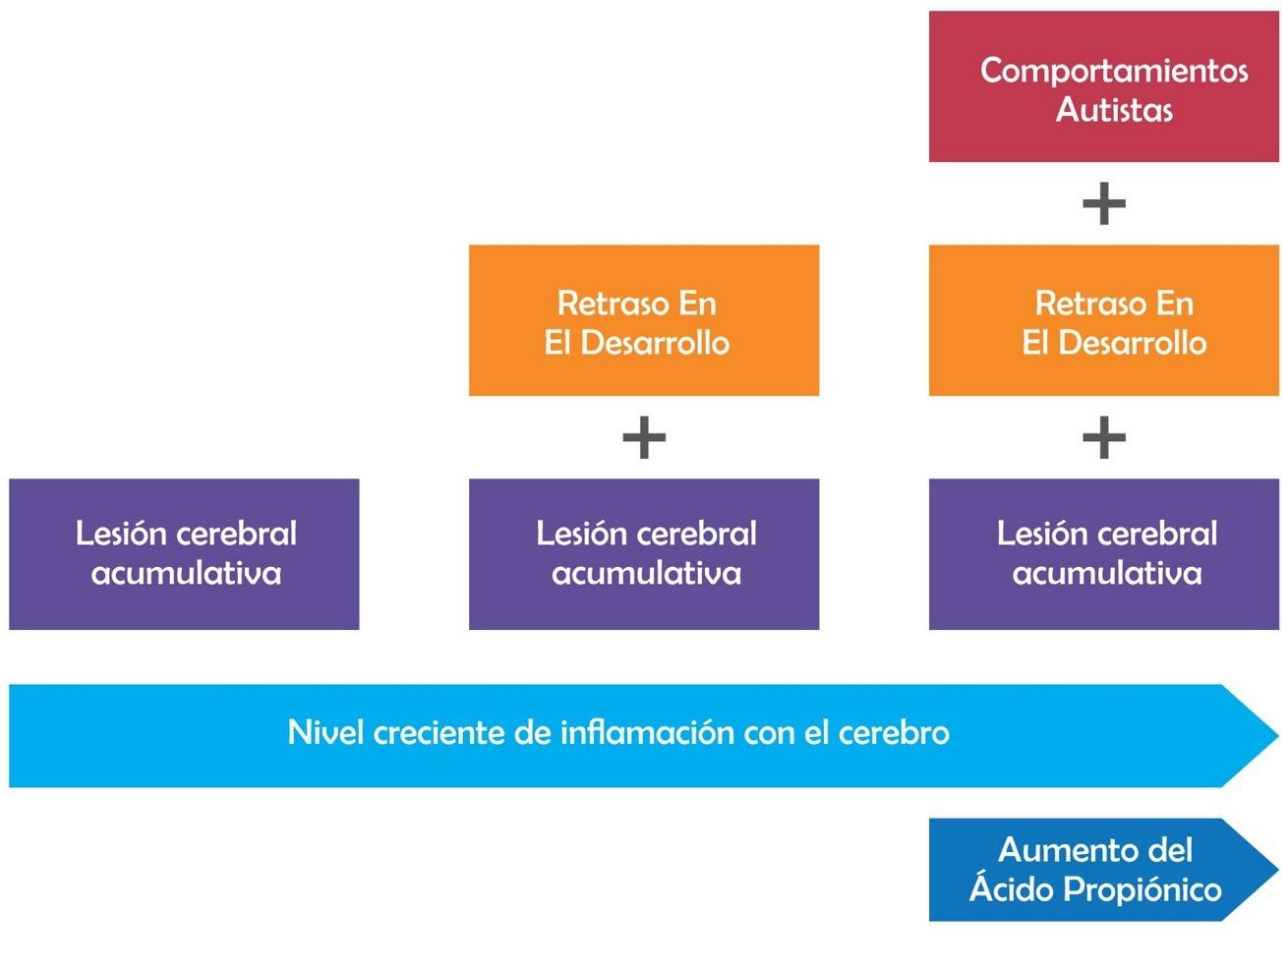 Comportamientos
Autistas
+
Retraso En
El Desarrollo
Retraso En
El Desarrollo
+
+
Lesión cerebral
acumulativa
Lesión cerebral
acumulativa
Lesión cerebral
acumulativa
Nivel creciente de inflamación con el cerebro
Aumento del
Ácido Propiónico